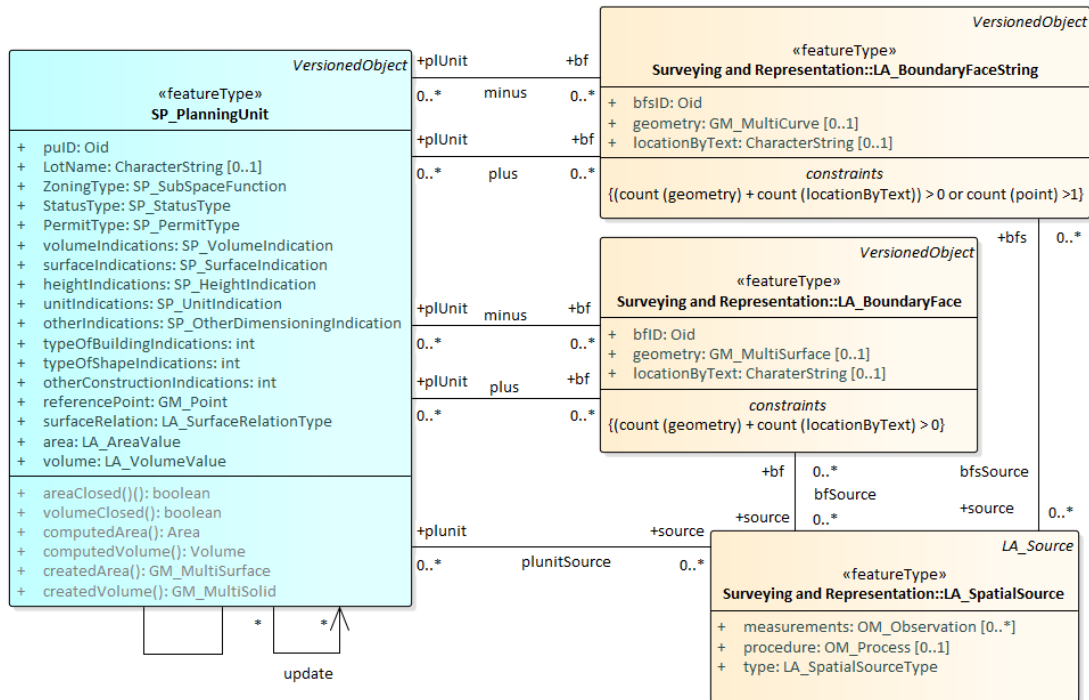 VersionedObject
«featureType»
SP_PlanningUnit
+ puID: Oid
+ LotName: CharacterString [0..1]
+ ZoningType: SP_SubSpaceFunction
+ StatusType: SP_StatusType
+ PermitType: SP_PermitType
+ volumeIndications: SP_VolumeIndication
+ surfaceIndications: SP_SurfaceIndication
+ heightIndications: SP_HeightIndication
+ unitIndications: SP_UnitIndication
+ otherIndications: SP_OtherDimensioningIndication
+ typeOfBuildingIndications: int
+ typeOfShapeIndications: int
+ otherConstructionIndications: int
+ referencePoint: GM_Point
+ surfaceRelation: LA_SurfaceRelationType
+ area: LA_AreaValue
+ volume: LA_VolumeValue
+ areaClosed()(): boolean
+ volumeClosed(): boolean
+ computedArea(): Area
+ computedVolume(): Volume
+ createdArea(): GM_MultiSurface
+ createdVolume(): GM_MultiSolid
* *
update
+plUnit +bf
0..* minus 0..*
+plUnit +bf
0..* plus 0..*
+plUnit minus +bf
0..* 0..*
+plUnit plus +bf
0..* 0..*
+plunit +source
0..* plunitSource 0..*
VersionedObject
«featureType»
Surveying and Representation::LA_BoundaryFaceString
+ bfsID: Oid
+ geometry: GM_MultiCurve [0..1]
+ locationByText: CharacterString [0..1]
constraints
{(count (geometry) + count (locationByText)) > 0 or count (point) >1}
+bfs 0..*
VersionedObject
«featureType»
Surveying and Representation::LA_BoundaryFace
+ bfID: Oid
+ geometry: GM_MultiSurface [0..1]
+ locationByText: CharaterString [0..1]
constraints
{(count (geometry) + count (locationByText) > 0}
+bf 0..*
bfSource
+source 0..*
bfsSource
+source 0..*
LA_Source
«featureType»
Surveying and Representation::LA_SpatialSource
+ measurements: OM_Observation [0..*]
+ procedure: OM_Process [0..1]
+ type: LA_SpatialSourceType